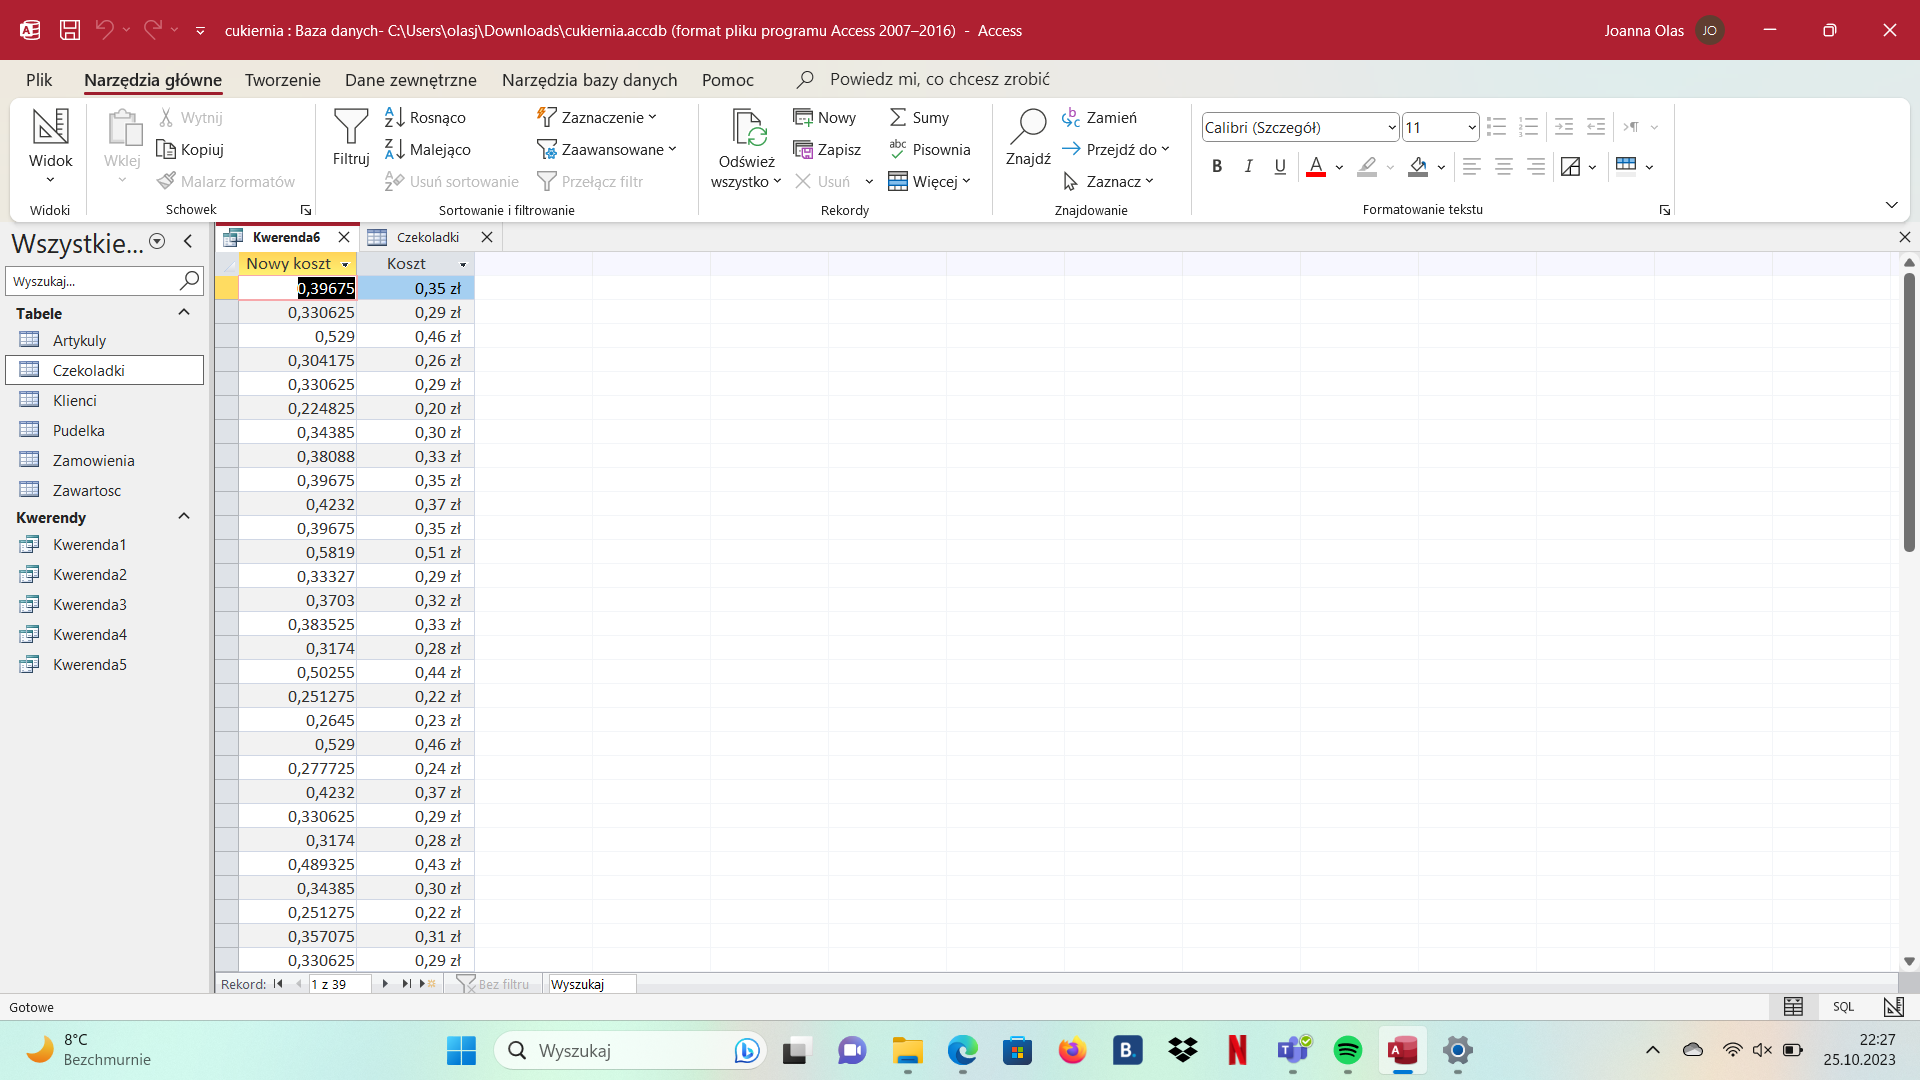 cukiernia : Baza danych- C:\Users\olasj\Downloads\cukiernia.accdb (format pliku programu Access 2007–2016) - Access
Joanna Olas JO
Plik Narzędzia główne Tworzenie Dane zewnętrzne Narzędzia bazy danych Pomoc Powiedz mi, co chcesz zrobić
Widok
Widoki
Wklej
Wytnij
Kopiuj
Malarz formatów
Schowek
Filtruj
Rosnąco
Malejąco
Usuń sortowanie
Zaznaczenie
Zaawansowane
Przełącz filtr
Sortowanie i filtrowanie
Odśwież
wszystko
Nowy
Zapisz
Usuń
Sumy
Pisownia
Więcej
Rekordy
Znajdź
Zamień
Przejdź do
Zaznacz
Znajdowanie
Calibri (Szczegół) 11
B I U A
Formatowanie tekstu
Wszystkie...
Wyszukaj...
Tabele
Artykuly
Czekoladki
Klienci
Pudelka
Zamowienia
Zawartosc
Kwerendy
Kwerenda1
Kwerenda2
Kwerenda3
Kwerenda4
Kwerenda5
Kwerenda6 Czekoladki
Nowy koszt Koszt
0,39675 0,35 zł
0,330625 0,29 zł
0,529 0,46 zł
0,304175 0,26 zł
0,330625 0,29 zł
0,224825 0,20 zł
0,34385 0,30 zł
0,38088 0,33 zł
0,39675 0,35 zł
0,4232 0,37 zł
0,39675 0,35 zł
0,5819 0,51 zł
0,33327 0,29 zł
0,3703 0,32 zł
0,383525 0,33 zł
0,3174 0,28 zł
0,50255 0,44 zł
0,251275 0,22 zł
0,2645 0,23 zł
0,529 0,46 zł
0,277725 0,24 zł
0,4232 0,37 zł
0,330625 0,29 zł
0,3174 0,28 zł
0,489325 0,43 zł
0,34385 0,30 zł
0,251275 0,22 zł
0,357075 0,31 zł
0,330625 0,29 zł
Rekord: 1 z 39 Bez filtru Wyszukaj
Gotowe
SQL
8°C
Bezchmurnie
Wyszukaj
22:27
25.10.2023